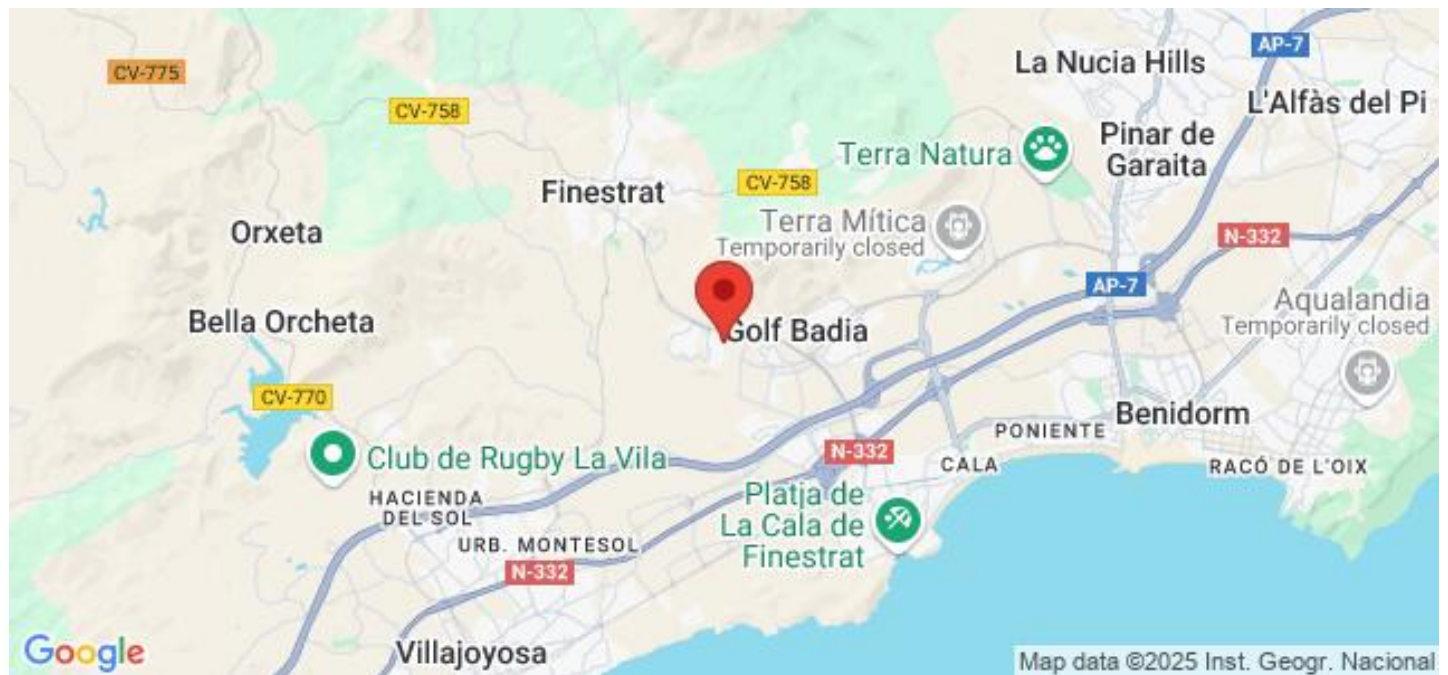 AP-7
La Nucia Hills
CV-775
L'Alfàs del Pi
CV-758
Pinar de
Garaita
Terra Natura
Finestrat
CV-758
Terra Mítica
Temporarily closed
Orxeta
N-332
AP-7
Aqualandia
Temporarily closed
Bella Orcheta
Golf Badia
CV-770
Benidorm
PONIENTE
N-332
Club de Rugby La Vila
CALA
RACÓ DE L'OIX
HACIENDA
DEL SOL
Platja de
La Cala de
Finestrat
URB. MONTESOL
N-332
Villajoyosa
Google
Map data ©2025 Inst. Geogr. Nacional